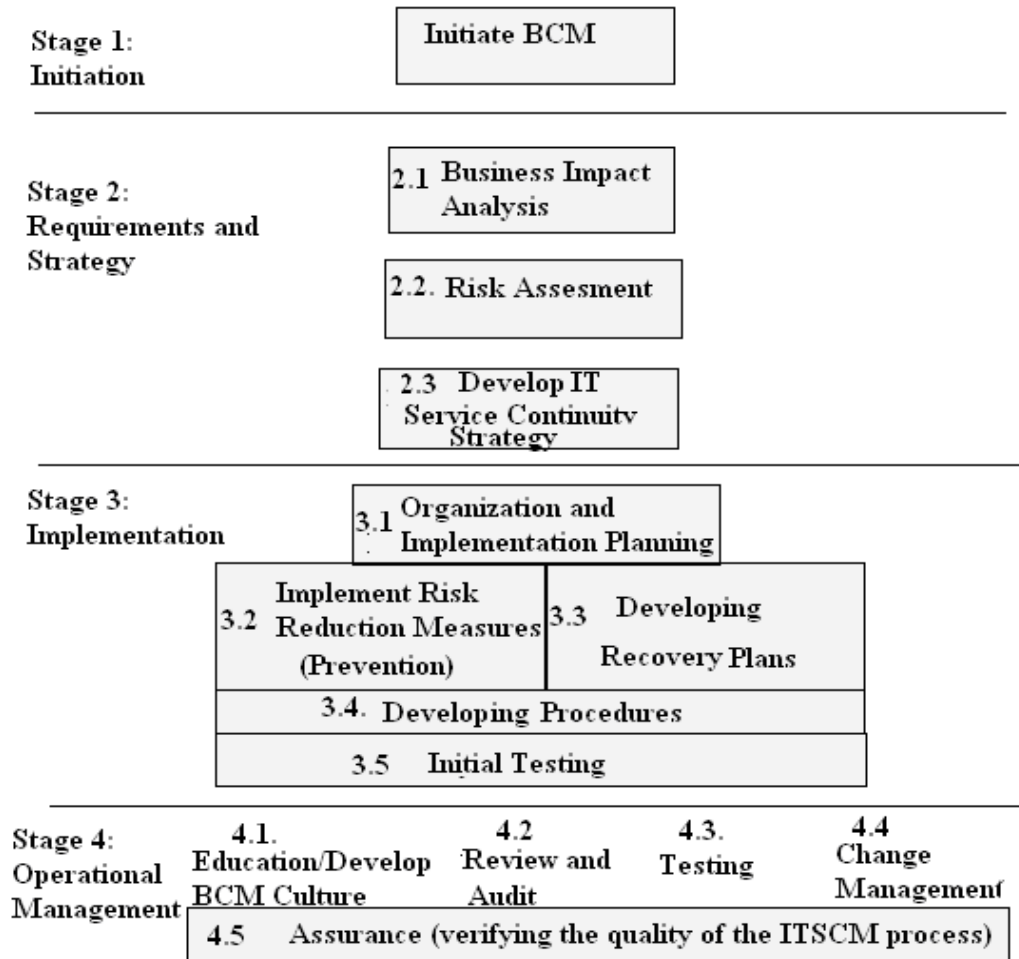 Stage 1:
Initiation
Initiate BCM
Stage 2:
Requirements and
Strategy
2.1 Business Impact
Analysis
2.2. Risk Assesment
2.3 Develop IT
Service Continuity
Strategy
Stage 3:
Implementation
3.1 Organization and
Implementation Planning
3.2 Implement Risk
Reduction Measures
(Prevention)
3.3 Developing
Recovery Plans
3.4. Developing Procedures
3.5 Initial Testing
Stage 4:
Operational
Management
4.1.
Education/Develop
BCM Culture
4.2
Review and
Audit
4.3.
Testing
4.4
Change
Management
4.5 Assurance (verifying the quality of the ITSCM process)